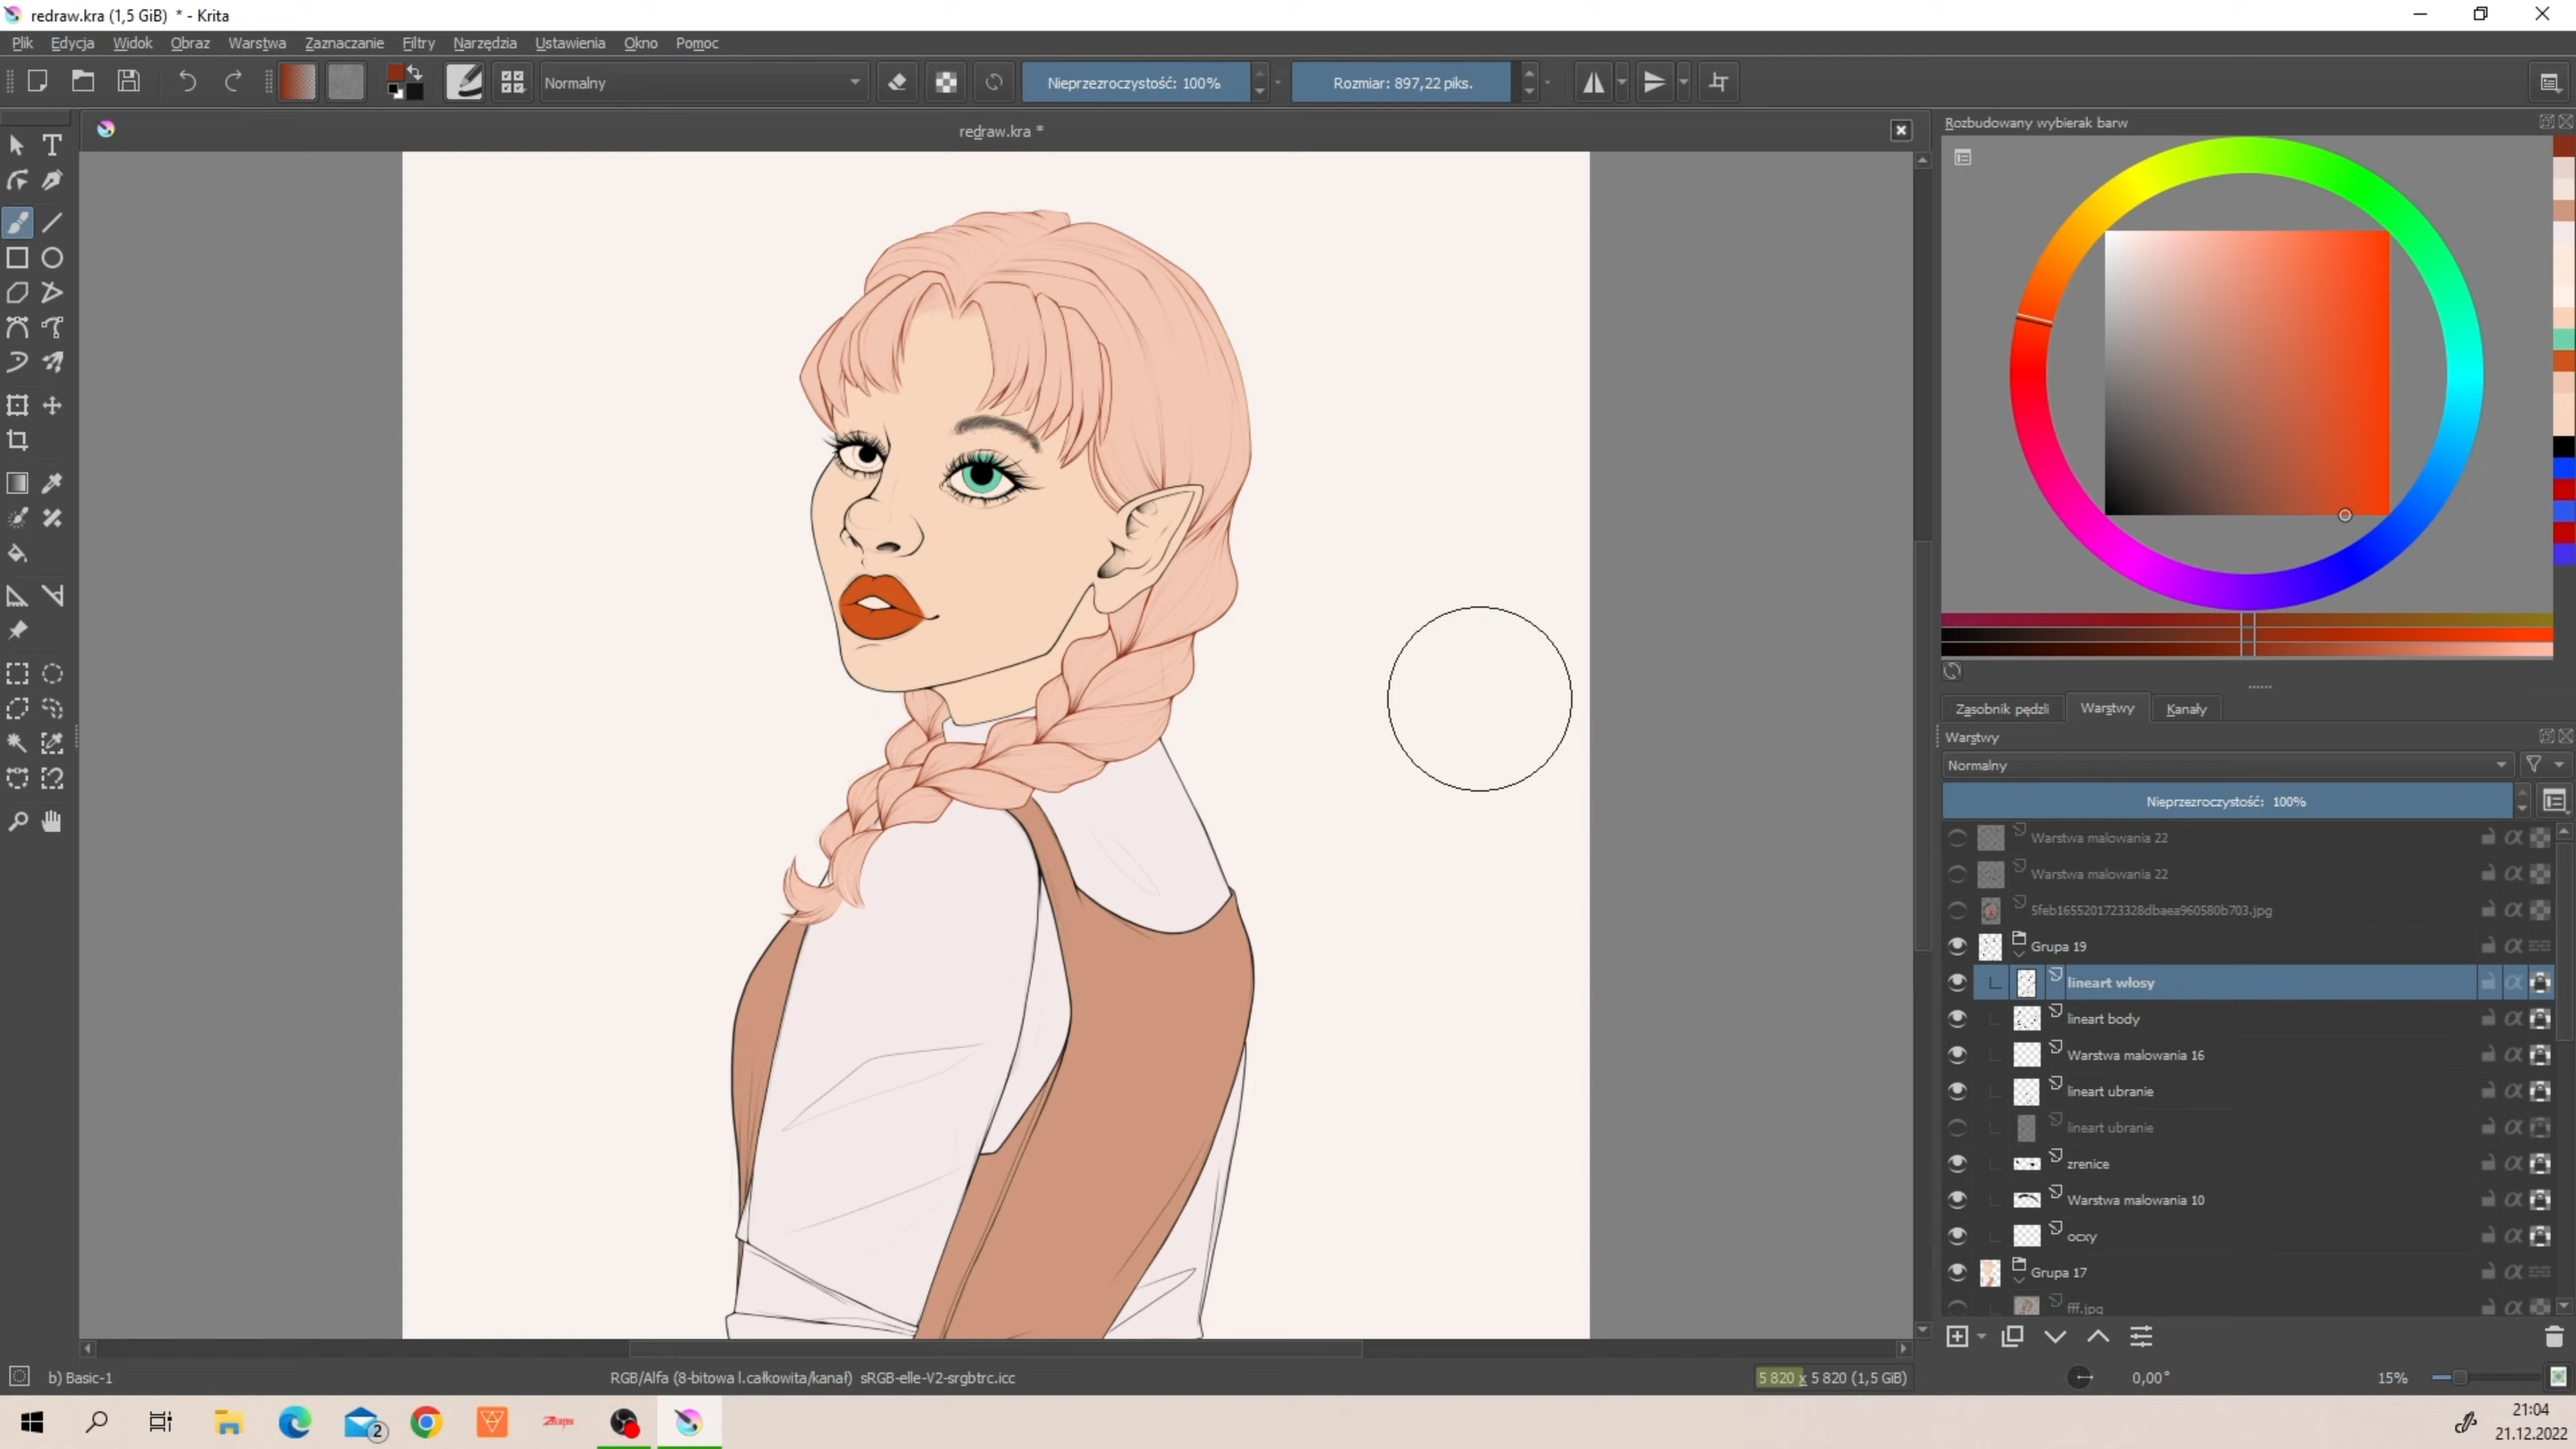 redraw.kra (1,5 GiB) * - Krita
Plik Edycja Widok Obraz Warstwa Zaznaczanie Filtry Narzędzia Ustawienia Okno Pomoc
Normalny Nieprzezroczystość: 100% Rozmiar: 897,22 piks.
redraw.kra *
Rozbudowany wybierak barw
Zasobnik pędzli Warstwy Kanały
Warstwy
Normalny
Nieprzezroczystość: 100%
Warstwa malowania 22
Warstwa malowania 22
5feb1655201723328dbaea960580b703.jpg
Grupa 19
lineart włosy
lineart body
Warstwa malowania 16
lineart ubranie
lineart ubranie
zrenice
Warstwa malowania 10
ocxy
Grupa 17
fff.jpg
b) Basic-1 RGB/Alfa (8-bitowa l.całkowita/kanał) sRGB-elle-V2-srgbtrc.icc 5 820 x 5 820 (1,5 GiB) 0,00° 15%
2
21:04
21.12.2022